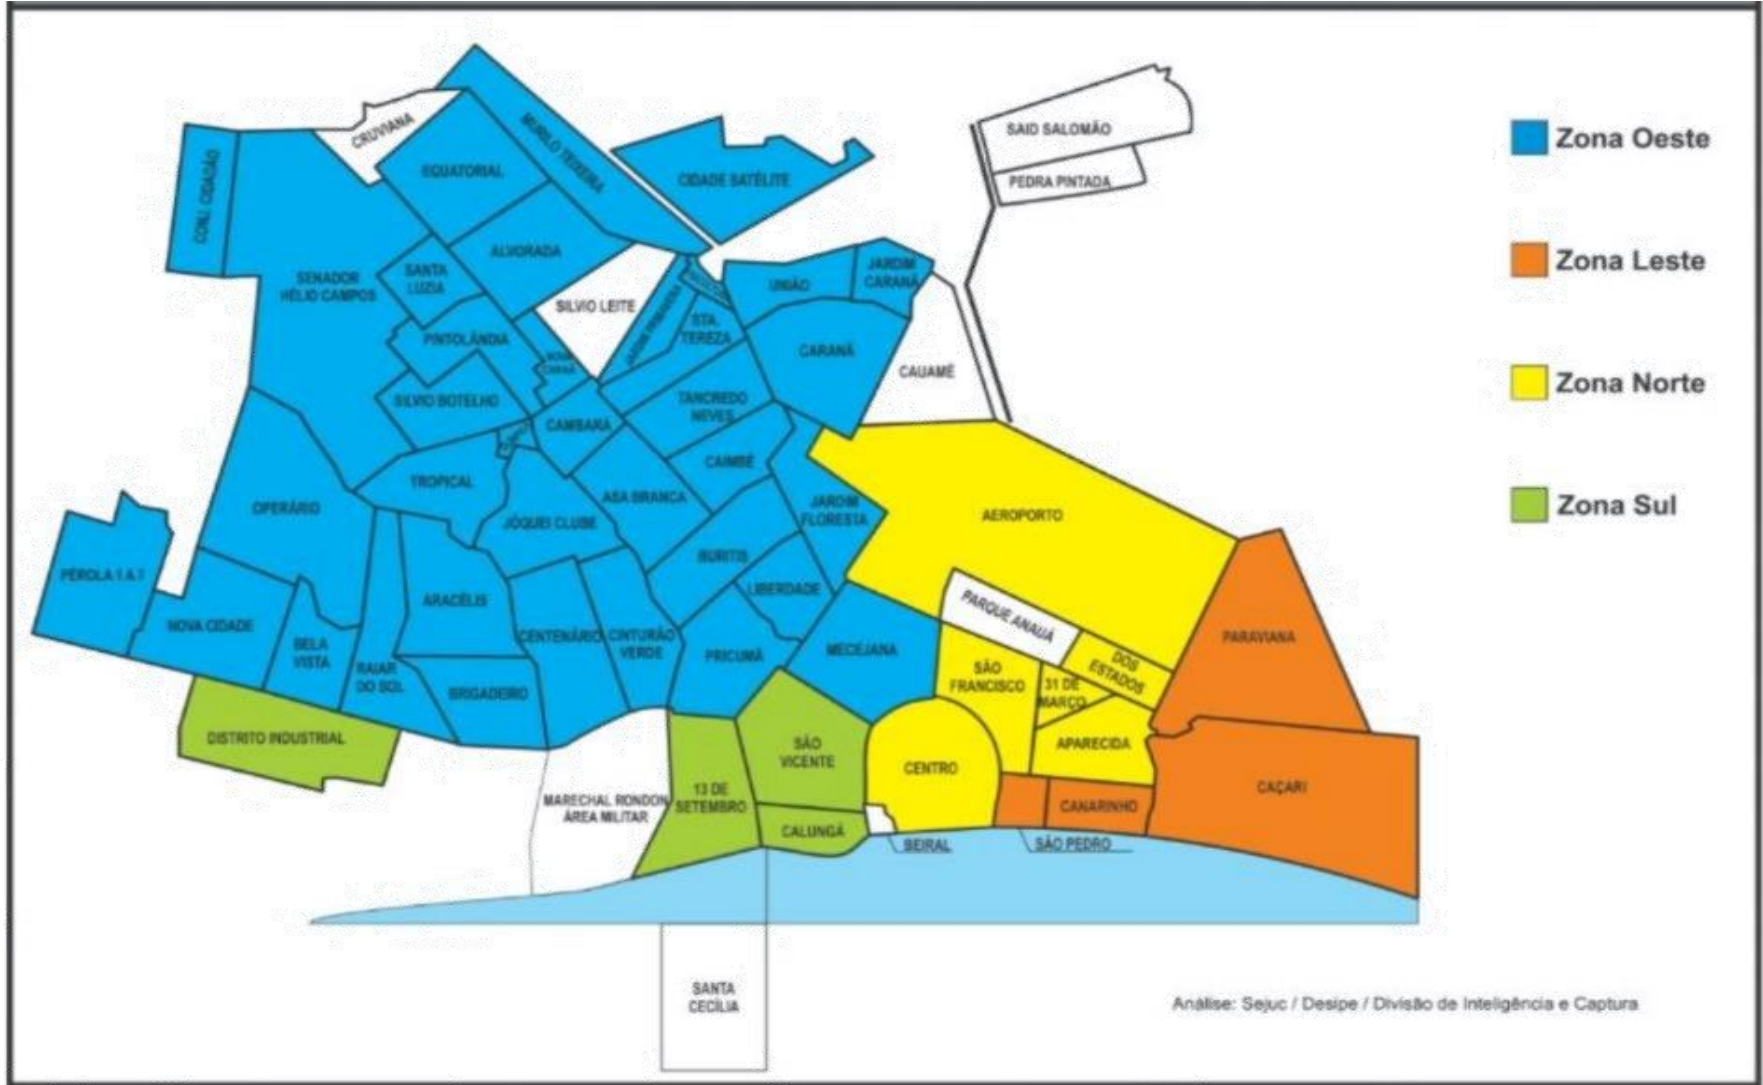 CRUVIANA
MURILO TEIXEIRA
SAID SALOMÃO
PEDRA PINTADA
Zona Oeste
Zona Leste
Zona Norte
Zona Sul
CONJ. CIDADÃO
EQUATORIAL
CIDADE SATÉLITE
ALVORADA
SENADOR
HÉLIO CAMPOS
SANTA
LUZIA
SILVIO LEITE
UNIÃO
JARDIM
CARANÃ
STA.
TEREZA
PINTOLÂNDIA
CARANÃ
CAUAMÉ
SILVIO BOTELHO
TANCREDO
NEVES
CAMBARÁ
CAIMBÉ
TROPICAL
ASA BRANCA
OPERÁRIO
JÓQUEI CLUBE
JARDIM
FLORESTA
AEROPORTO
PÉROLA
BURITIS
LIBERDADE
ARACÉLIS
PARQUE ANAUÁ
NOVA CIDADE
BELA
VISTA
CENTENÁRIO
CINTURÃO
VERDE
PRICUMÃ
MECEJANA
PARAVIANA
RAIAR
DO SOL
BRIGADEIRO
SÃO
FRANCISCO
31 DE
MARÇO
DOS
ESTADOS
DISTRITO INDUSTRIAL
SÃO
VICENTE
CENTRO
APARECIDA
CAÇARI
MARECHAL RONDON
ÁREA MILITAR
13 DE
SETEMBRO
CALUNGÁ
CANARINHO
BEIRAL
SÃO PEDRO
SANTA
CECÍLIA
Análise: Sejuc / Desipe / Divisão de Inteligência e Captura